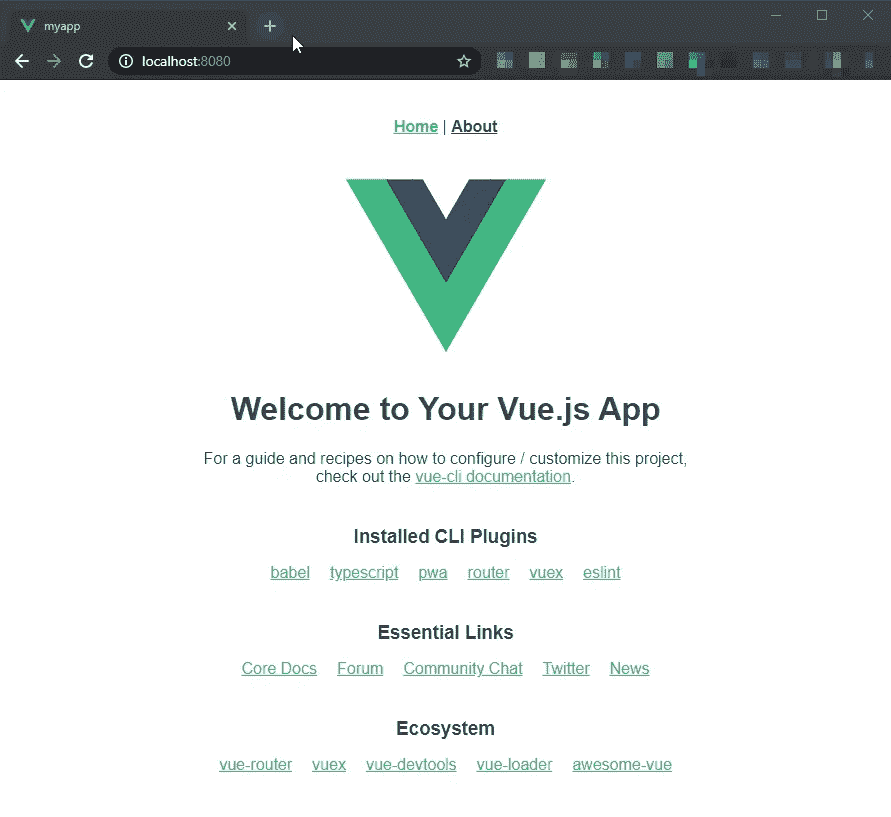 myapp
localhost:8080
Home | About
Welcome to Your Vue.js App
For a guide and recipes on how to configure / customize this project,
check out the vue-cli documentation.
Installed CLI Plugins
babel typescript pwa router vuex eslint
Essential Links
Core Docs Forum Community Chat Twitter News
Ecosystem
vue-router vuex vue-devtools vue-loader awesome-vue